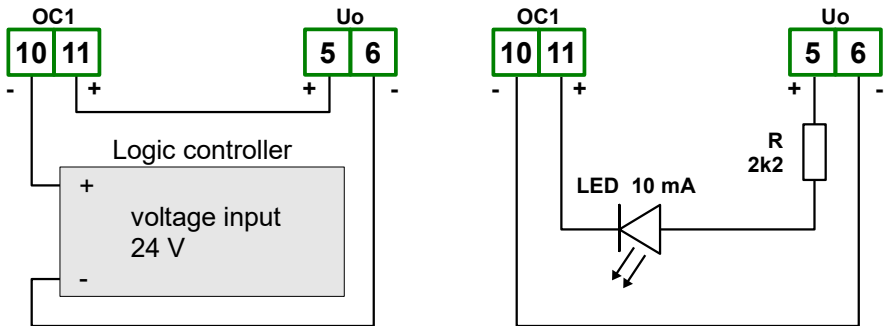 OC1
Uo
10 11
5 6
- +
+ -
Logic controller
+
voltage input
24 V
-
OC1
Uo
10 11
5 6
- +
+ -
R
2k2
LED 10 mA